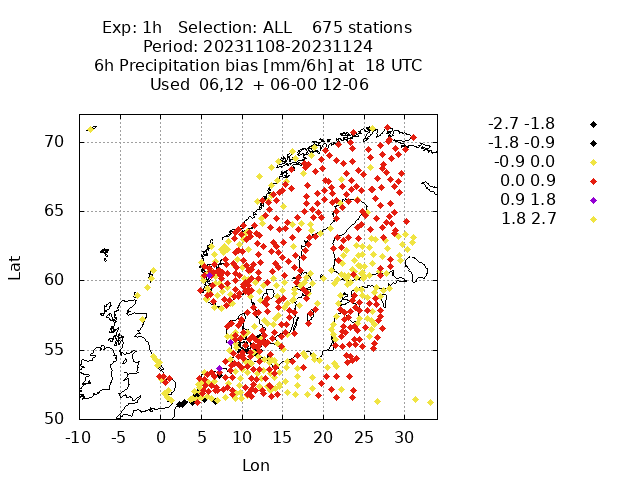 Exp: 1h   Selection: ALL    675 stations
Period: 20231108-20231124
6h Precipitation bias [mm/6h] at  18 UTC
Used 06,12  + 06-00 12-06
-2.7 -1.8
-1.8 -0.9
-0.9 0.0
0.0 0.9
0.9 1.8
1.8 2.7
Lat
70
65
60
55
50
-10 -5 0 5 10 15 20 25 30
Lon